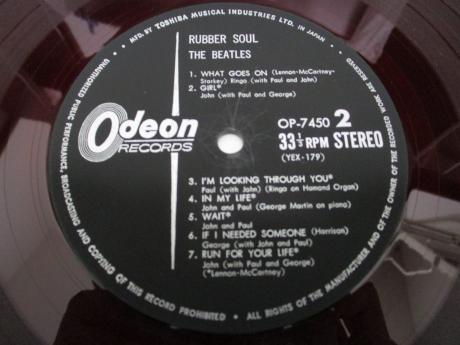 MFD. BY TOSHIBA MUSICAL INDUSTRIES LTD. IN JAPAN.
ALL RIGHTS OF THE MANUFACTURER AND OF THE OWNER OF THE RECORDED WORK ARE RESERVED
UNAUTHORIZED PUBLIC PERFORMANCE, BROADCASTING AND COPYING OF THIS RECORD PROHIBITED
RUBBER SOUL
THE BEATLES
1. WHAT GOES ON (Lennon-McCartney-
Starkey) Ringo (with Paul and John)
2. GIRL*
John (with Paul and George)
Odeon
RECORDS
OP-7450 2
33 1/3 RPM STEREO
(YEX-179)
3. I'M LOOKING THROUGH YOU*
Paul (with John) (Ringo on Hamond Organ)
4. IN MY LIFE*
John and Paul (George Martin on piano)
5. WAIT*
John and Paul
6. IF I NEEDED SOMEONE (Harrison)
George (with John and Paul)
7. RUN FOR YOUR LIFE*
John (with Paul and George)
(*Lennon-McCartney)